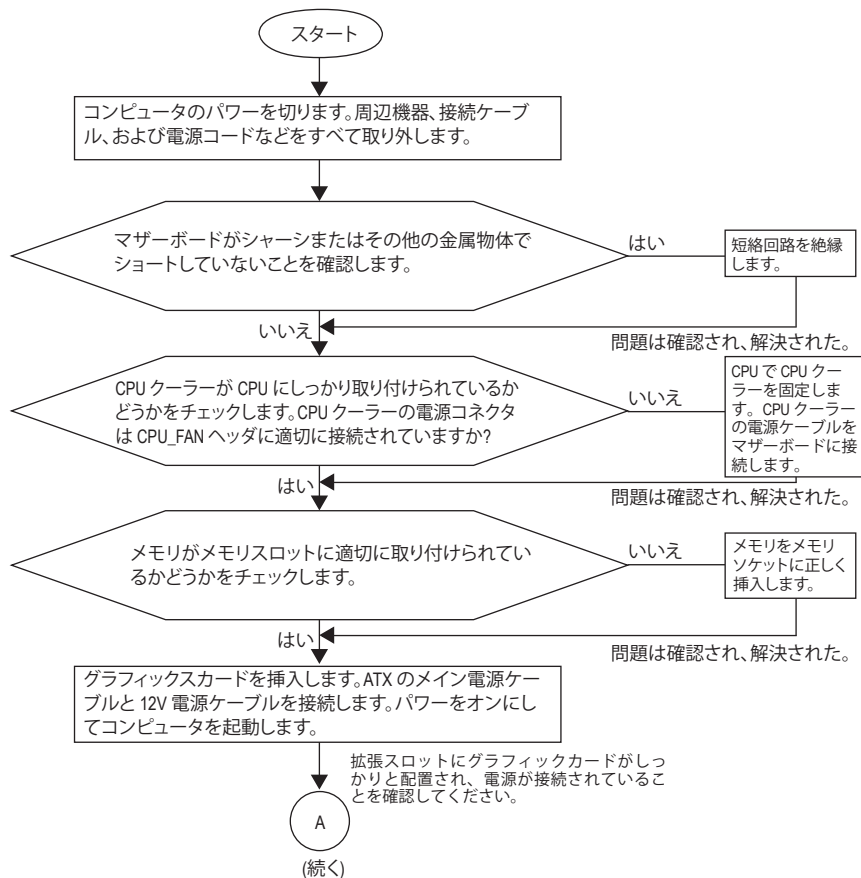 スタート
コンピュータのパワーを切ります。周辺機器、接続ケーブ
ル、および電源コードなどをすべて取り外します。
マザーボードがシャーシまたはその他の金属物体で
ショートしていないことを確認します。
はい
短絡回路を絶縁
します。
いいえ
問題は確認され、解決された。
CPU クーラーが CPU にしっかり取り付けられているか
どうかをチェックします。CPU クーラーの電源コネクタ
は CPU_FAN ヘッダに適切に接続されていますか?
いいえ
CPU で CPU クー
ラーを固定しま
す。CPU クーラー
の電源ケーブルを
マザーボードに接
続します。
はい
問題は確認され、解決された。
メモリがメモリスロットに適切に取り付けられてい
るかどうかをチェックします。
いいえ
メモリをメモリ
ソケットに正しく
挿入します。
はい
問題は確認され、解決された。
グラフィックスカードを挿入します。ATX のメイン電源ケー
ブルと 12V 電源ケーブルを接続します。パワーをオンにし
てコンピュータを起動します。
拡張スロットにグラフィックカードがしっ
かりと配置され、電源が接続されているこ
とを確認してください。
A
(続く)